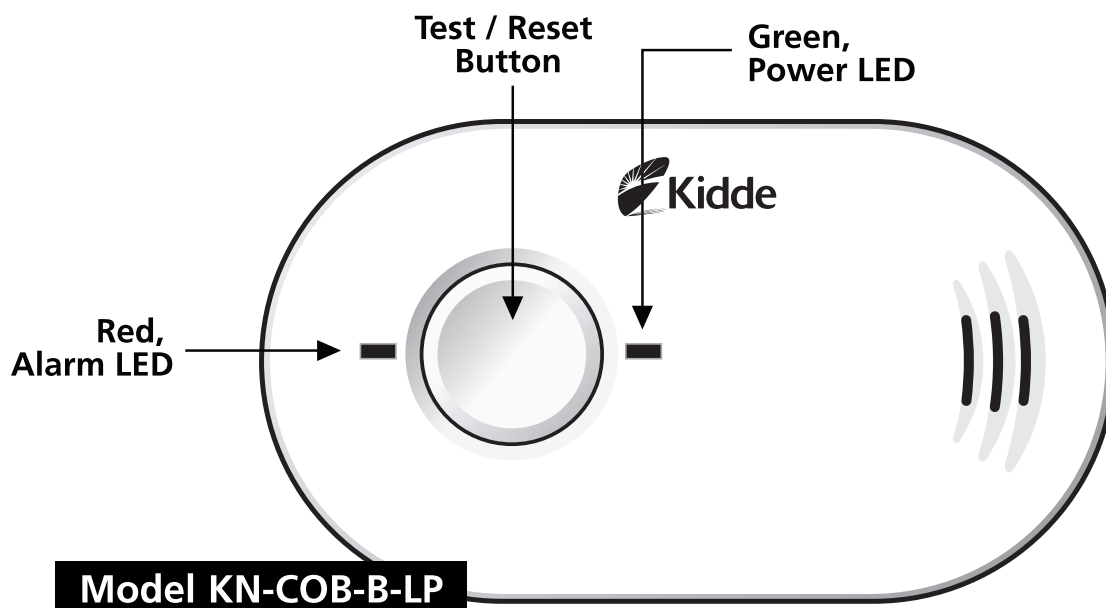 Test / Reset
Button
Green,
Power LED
Kidde
Red,
Alarm LED
Model KN-COB-B-LP